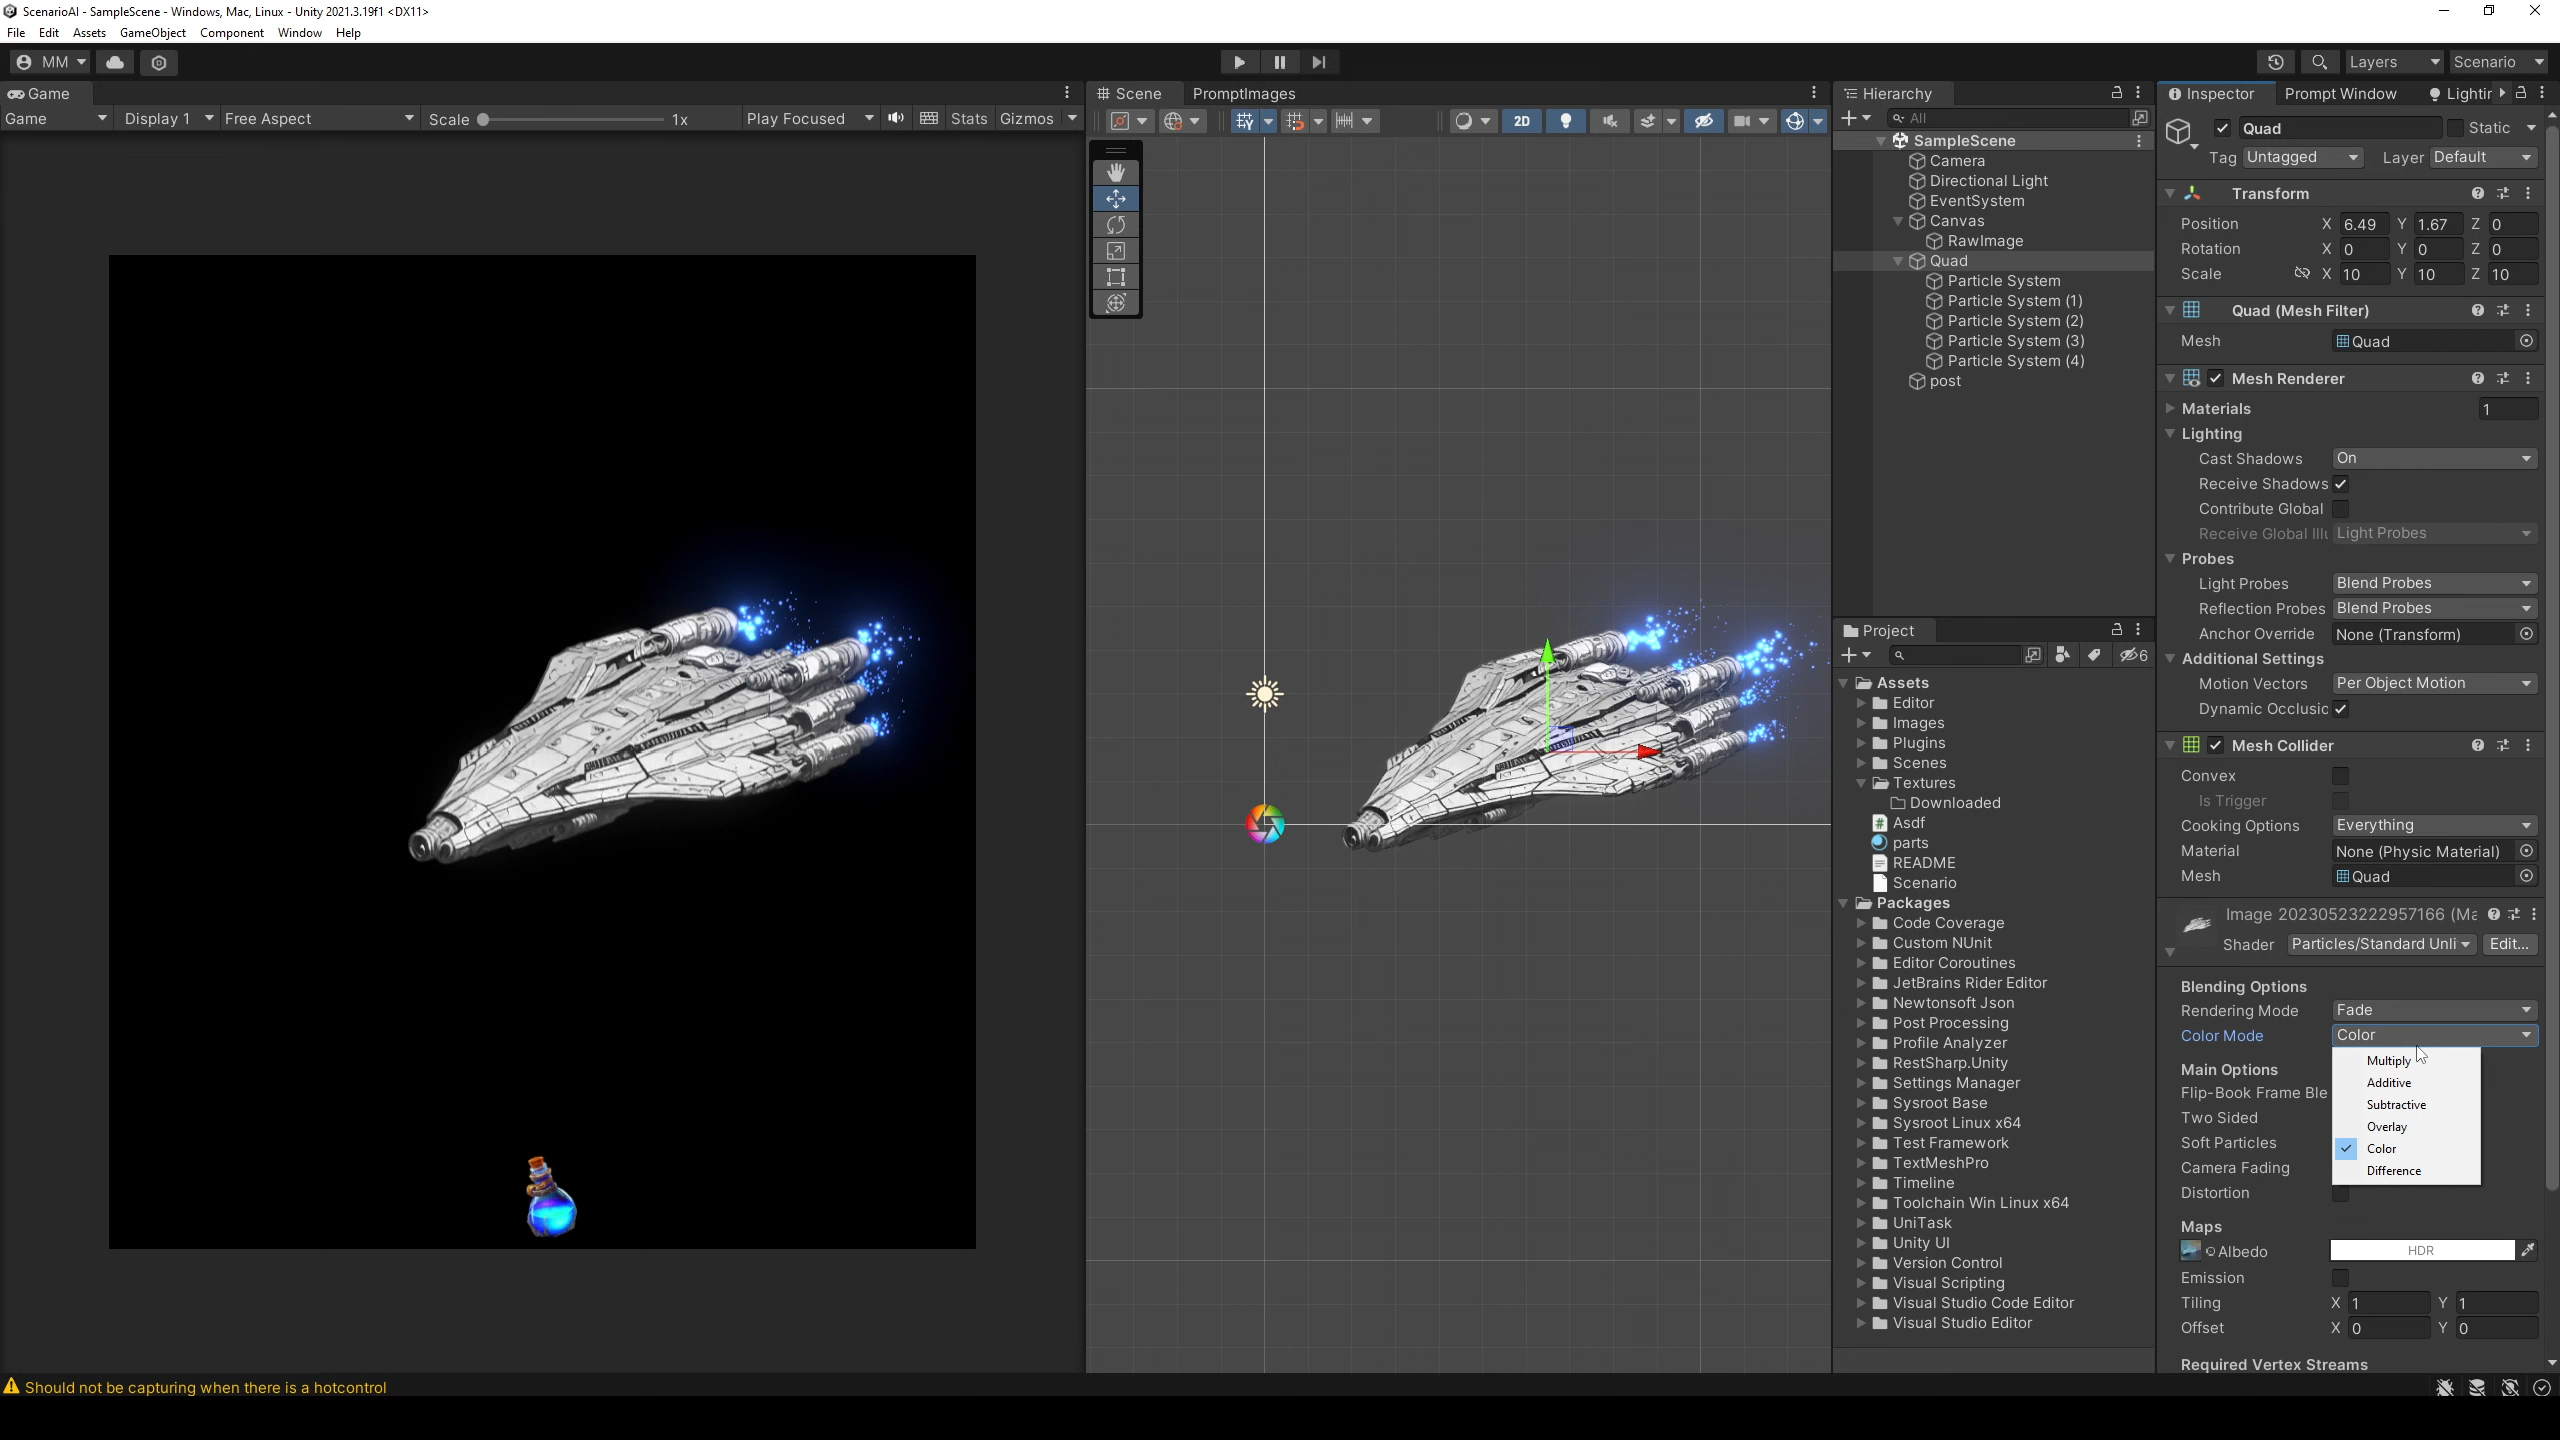 ScenarioAI - SampleScene - Windows, Mac, Linux - Unity 2021.3.19f1 <DX11>
File Edit Assets GameObject Component Window Help
MM Layers Scenario
Game
Game Display 1 Free Aspect Scale 1x Play Focused Stats Gizmos
Scene PromptImages
2D
Hierarchy
All
SampleScene
Camera
Directional Light
EventSystem
Canvas
RawImage
Quad
Particle System
Particle System (1)
Particle System (2)
Particle System (3)
Particle System (4)
post
Project
6
Assets
Editor
Images
Plugins
Scenes
Textures
Downloaded
Asdf
parts
README
Scenario
Packages
Code Coverage
Custom NUnit
Editor Coroutines
JetBrains Rider Editor
Newtonsoft Json
Post Processing
Profile Analyzer
RestSharp.Unity
Settings Manager
Sysroot Base
Sysroot Linux x64
Test Framework
TextMeshPro
Timeline
Toolchain Win Linux x64
UniTask
Unity UI
Version Control
Visual Scripting
Visual Studio Code Editor
Visual Studio Editor
Inspector Prompt Window Lightin
Quad Static
Tag Untagged Layer Default
Transform
Position X 6.49 Y 1.67 Z 0
Rotation X 0 Y 0 Z 0
Scale X 10 Y 10 Z 10
Quad (Mesh Filter)
Mesh Quad
Mesh Renderer
Materials 1
Lighting
Cast Shadows On
Receive Shadows
Contribute Global
Receive Global Illu Light Probes
Probes
Light Probes Blend Probes
Reflection Probes Blend Probes
Anchor Override None (Transform)
Additional Settings
Motion Vectors Per Object Motion
Dynamic Occlusic
Mesh Collider
Convex
Is Trigger
Cooking Options Everything
Material None (Physic Material)
Mesh Quad
Image 20230523222957166 (Ma
Shader Particles/Standard Unli Edit...
Blending Options
Rendering Mode Fade
Color Mode Color
Multiply
Additive
Subtractive
Overlay
Color
Difference
Main Options
Flip-Book Frame Ble
Two Sided
Soft Particles
Camera Fading
Distortion
Maps
Albedo HDR
Emission
Tiling X 1 Y 1
Offset X 0 Y 0
Required Vertex Streams
Should not be capturing when there is a hotcontrol